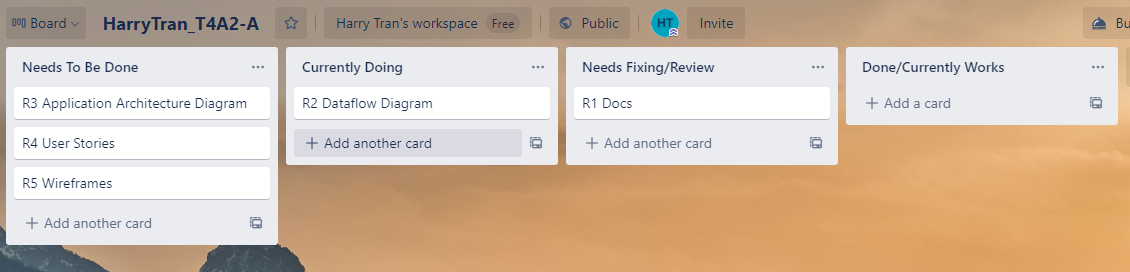 Board HarryTran_T4A2-A Harry Tran's workspace Free Public HT Invite
Needs To Be Done
R3 Application Architecture Diagram
R4 User Stories
R5 Wireframes
+ Add another card
Currently Doing
R2 Dataflow Diagram
+ Add another card
Needs Fixing/Review
R1 Docs
+ Add another card
Done/Currently Works
+ Add a card